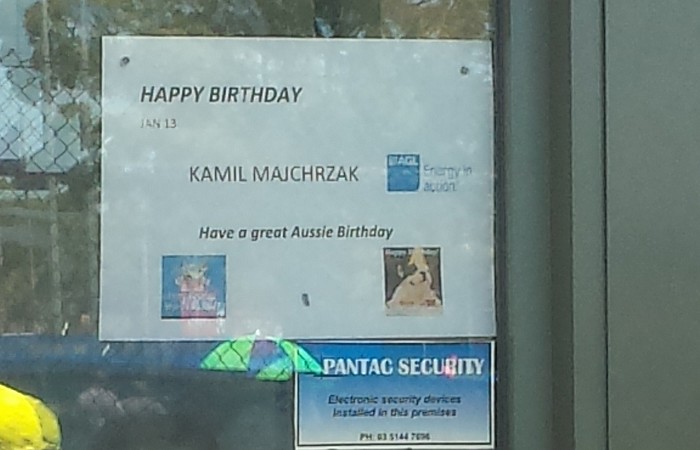 HAPPY BIRTHDAY
JAN 13
KAMIL MAJCHRZAK
AGL
Energy in
action
Have a great Aussie Birthday
PANTAC SECURITY
Electronic security devices
Installed in this premises
PH: 03 5144 7696